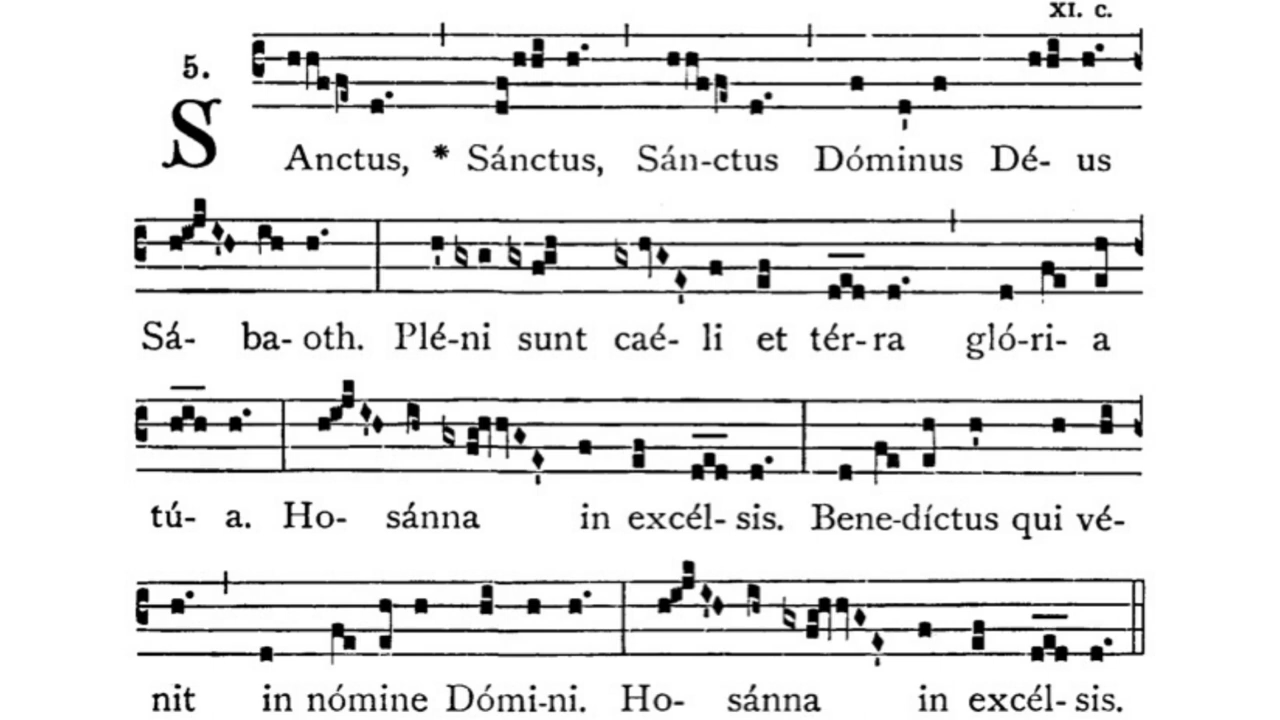 XI. c.
5.
SAnctus, * Sánctus, Sán-ctus Dóminus Dé- us
Sá- ba- oth. Plé-ni sunt caé- li et tér- ra gló-ri- a
tú- a. Ho- sánna in excél- sis. Bene-díctus qui vé-
nit in nómine Dómi-ni. Ho- sánna in excél- sis.